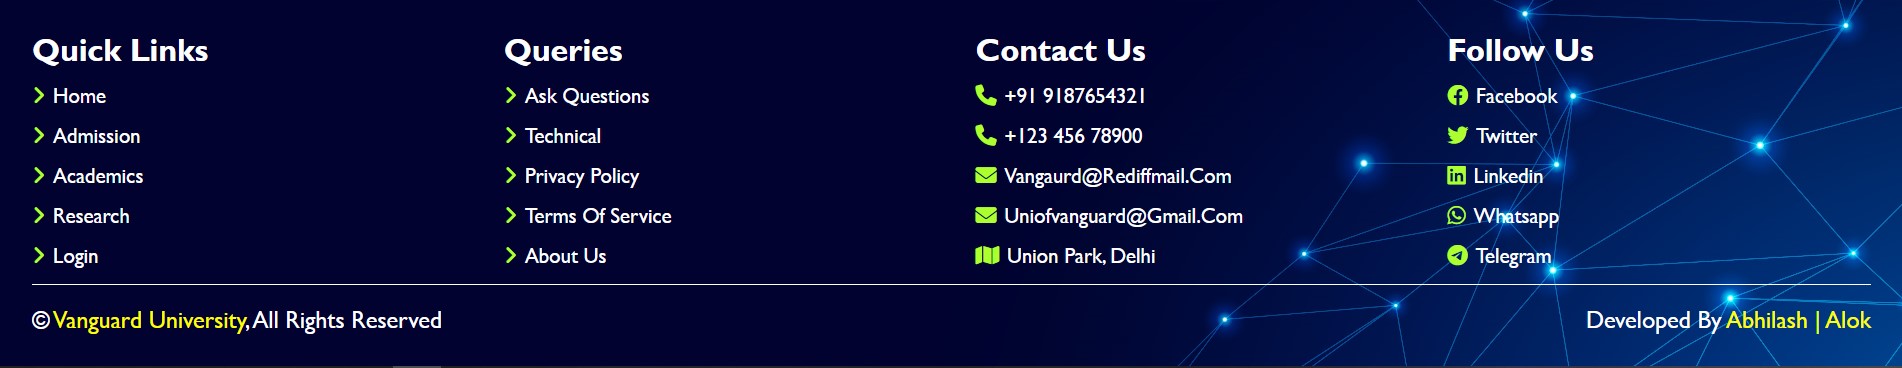 Quick Links
Home
Admission
Academics
Research
Login
Queries
Ask Questions
Technical
Privacy Policy
Terms Of Service
About Us
Contact Us
+91 9187654321
+123 456 78900
Vangaurd@Rediffmail.Com
Uniofvanguard@Gmail.Com
Union Park, Delhi
Follow Us
Facebook
Twitter
Linkedin
Whatsapp
Telegram
© Vanguard University, All Rights Reserved
Developed By Abhilash | Alok